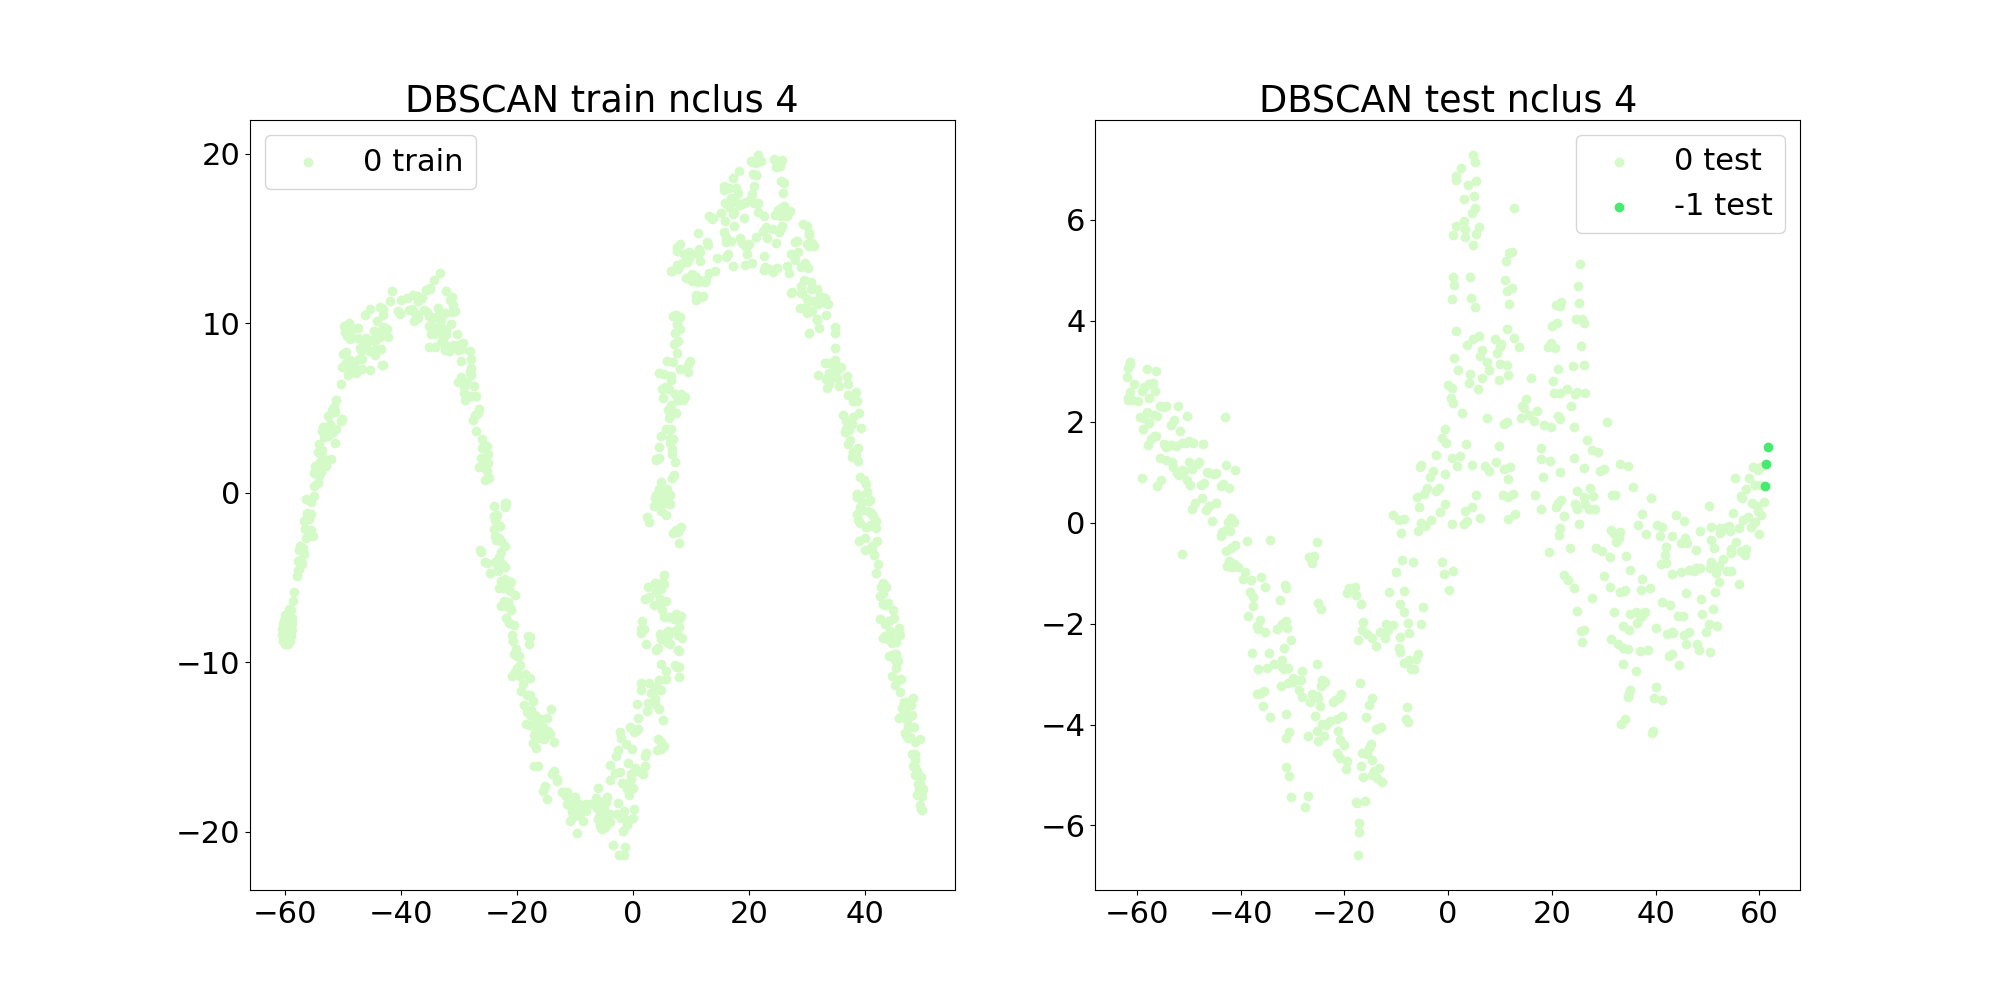 DBSCAN train nclus 4
0 train
20
10
0
−10
−20
−60 −40 −20 0 20 40
DBSCAN test nclus 4
0 test
-1 test
6
4
2
0
−2
−4
−6
−60 −40 −20 0 20 40 60